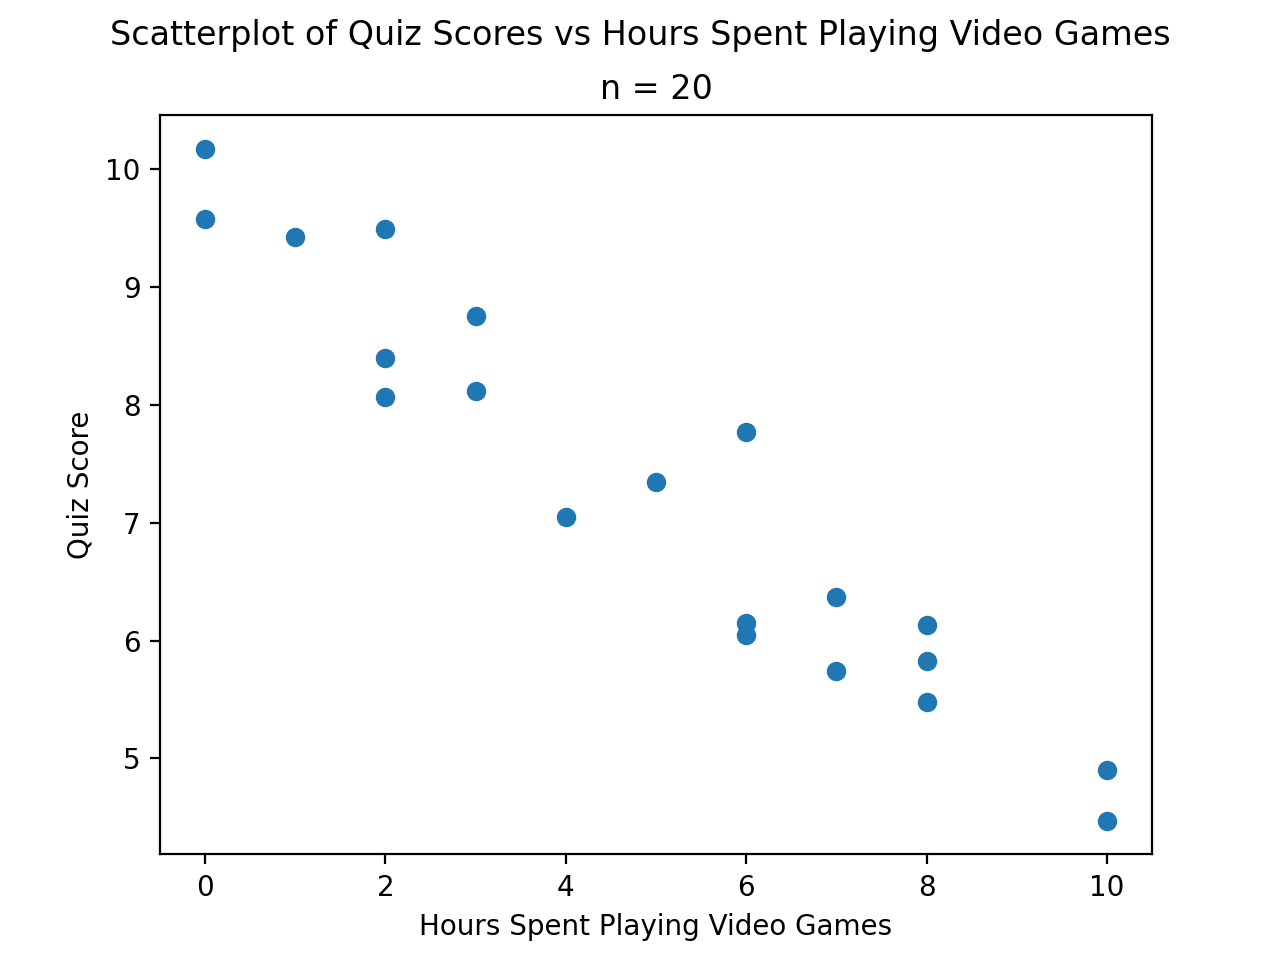 Scatterplot of Quiz Scores vs Hours Spent Playing Video Games
n = 20
10
9
8
7
6
5
Quiz Score
0 2 4 6 8 10
Hours Spent Playing Video Games